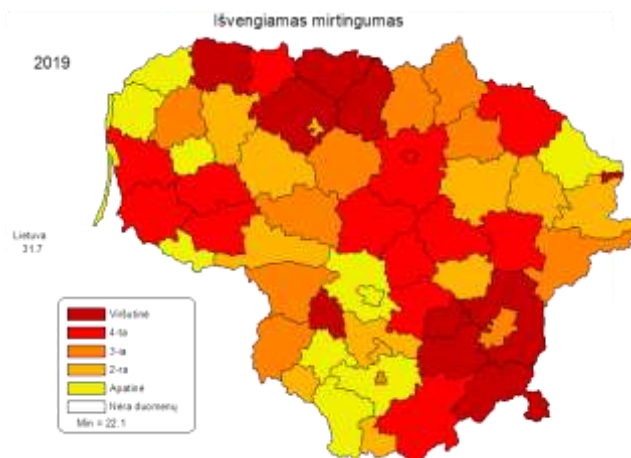 Išvengiamas mirtingumas
2019
Lietuva
31.7
Viršutinė
4-ta
3-ia
2-ra
Apatinė
Nėra duomenų
Min = 22.1